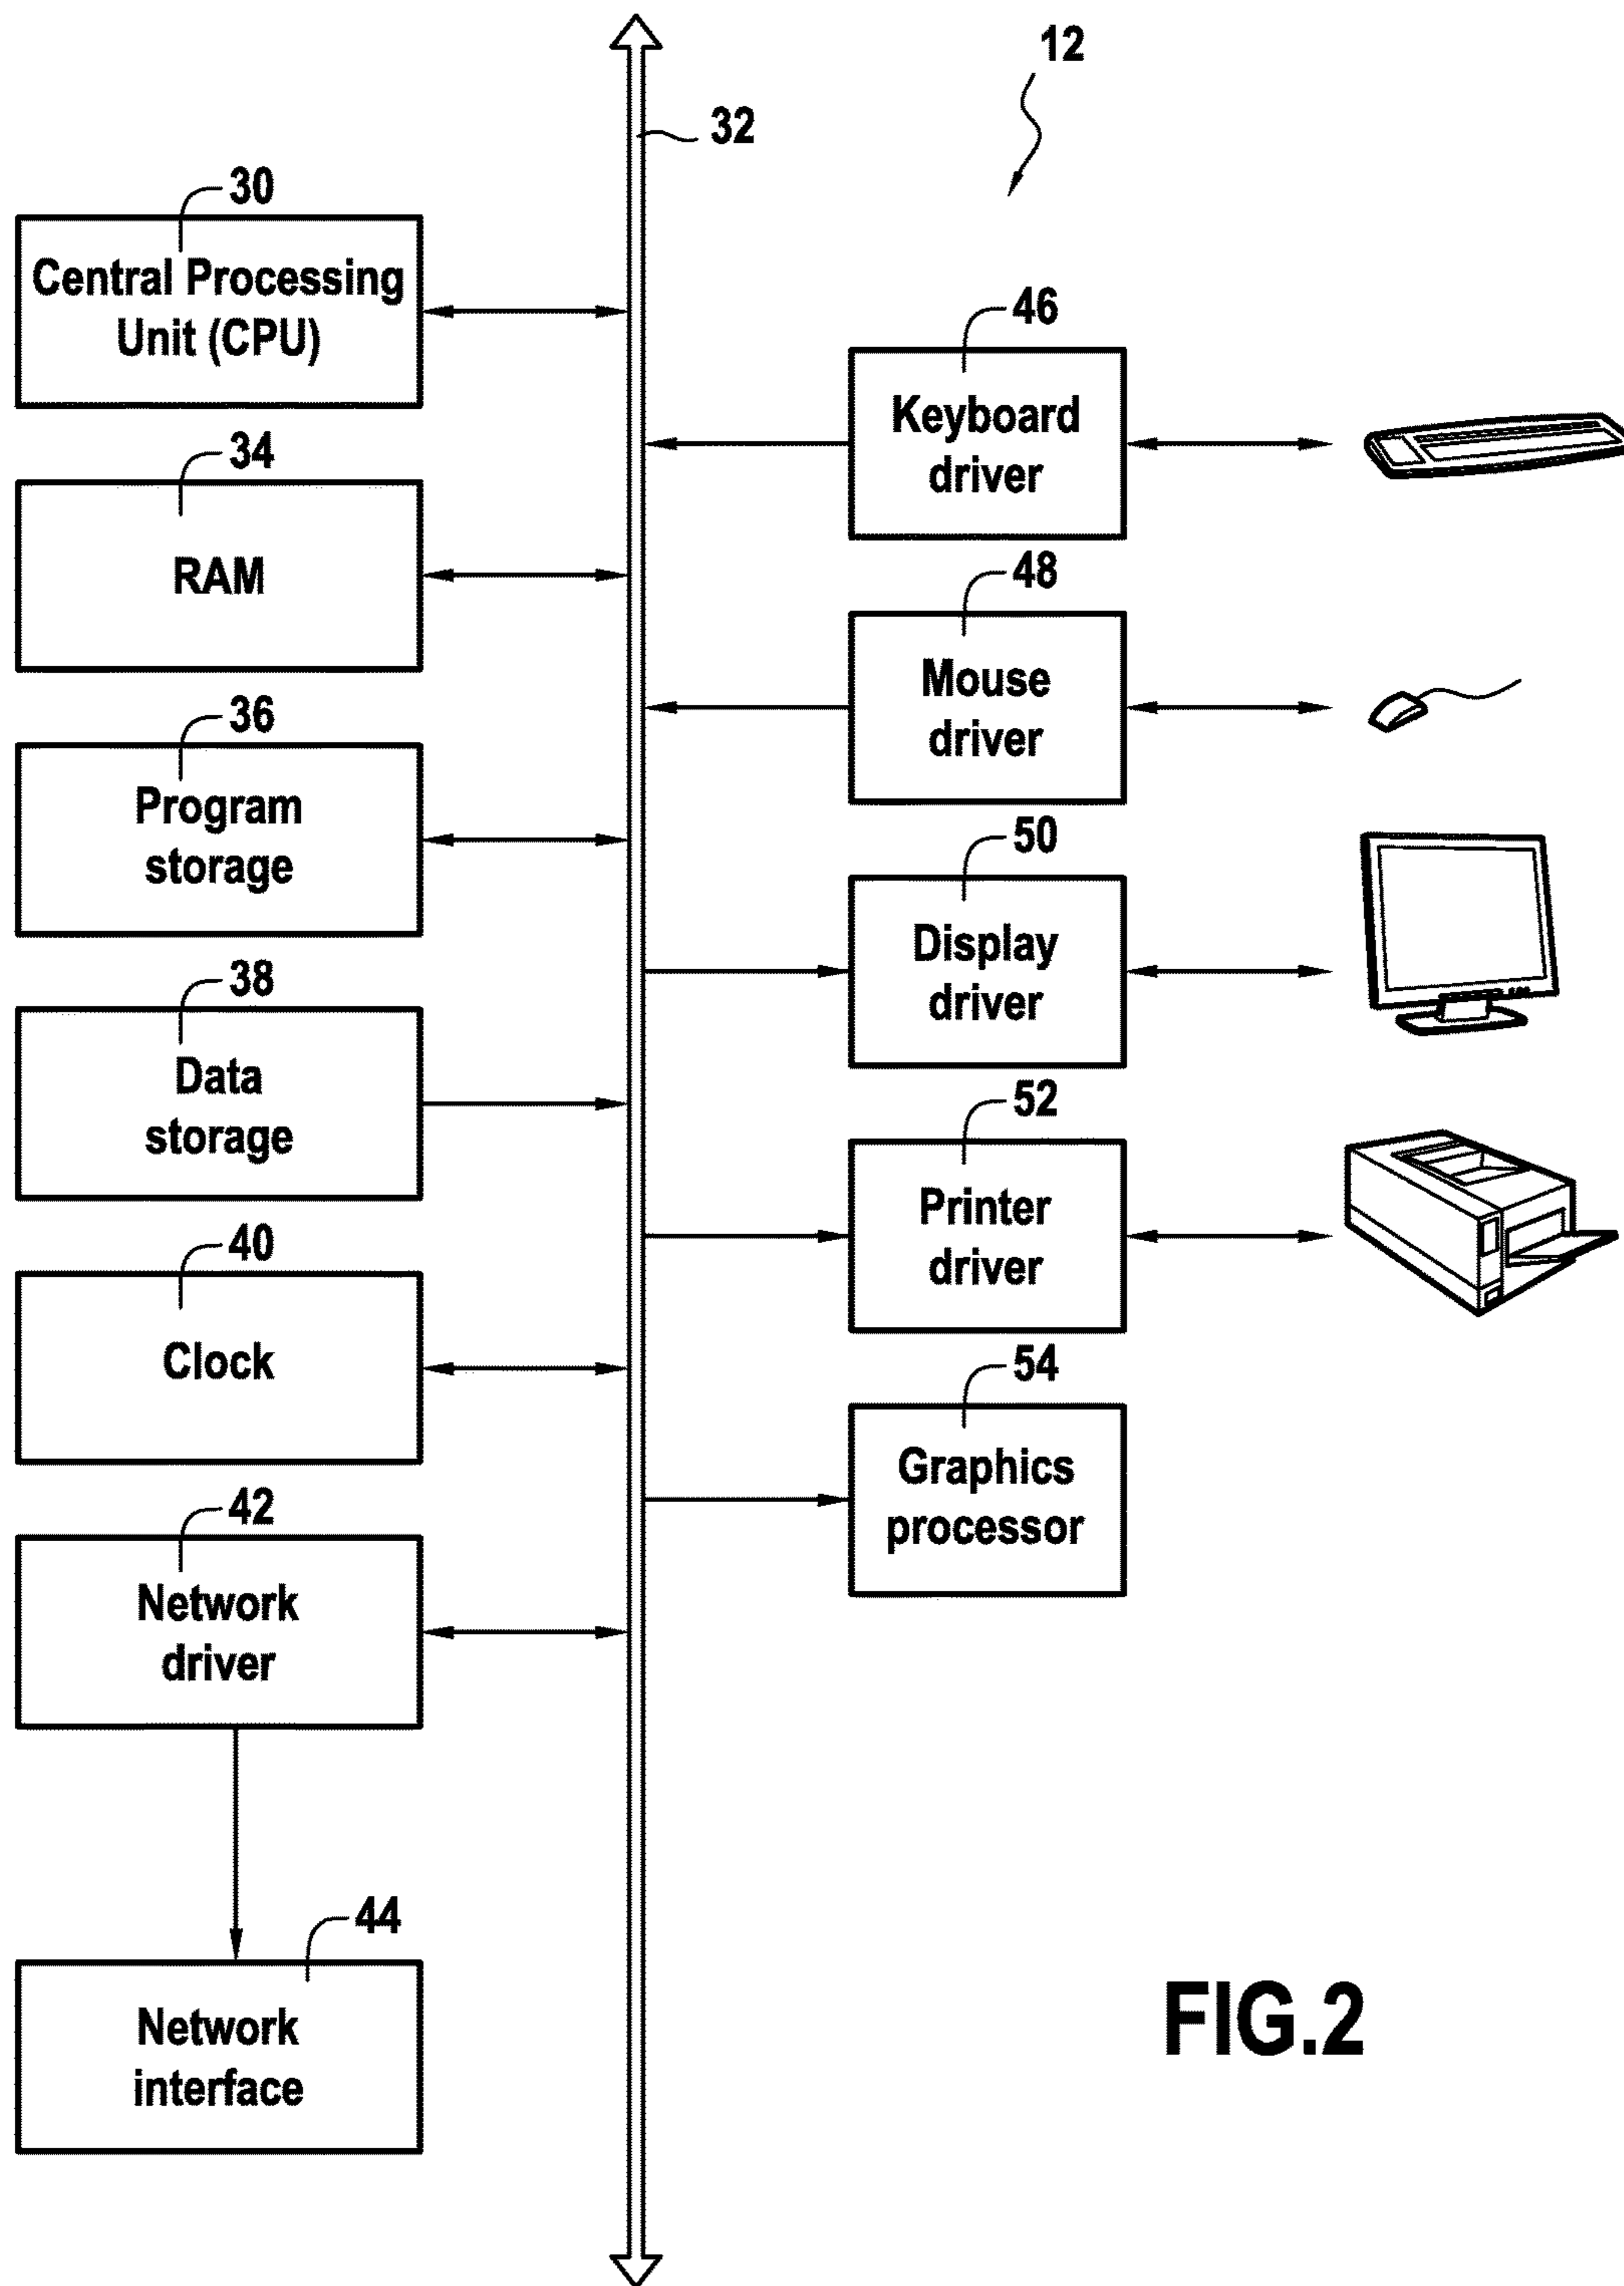 12
32
30
Central Processing
Unit (CPU)
46
Keyboard
driver
34
RAM
48
Mouse
driver
36
Program
storage
50
Display
driver
38
Data
storage
52
Printer
driver
40
Clock
54
Graphics
processor
42
Network
driver
44
Network
interface
FIG.2